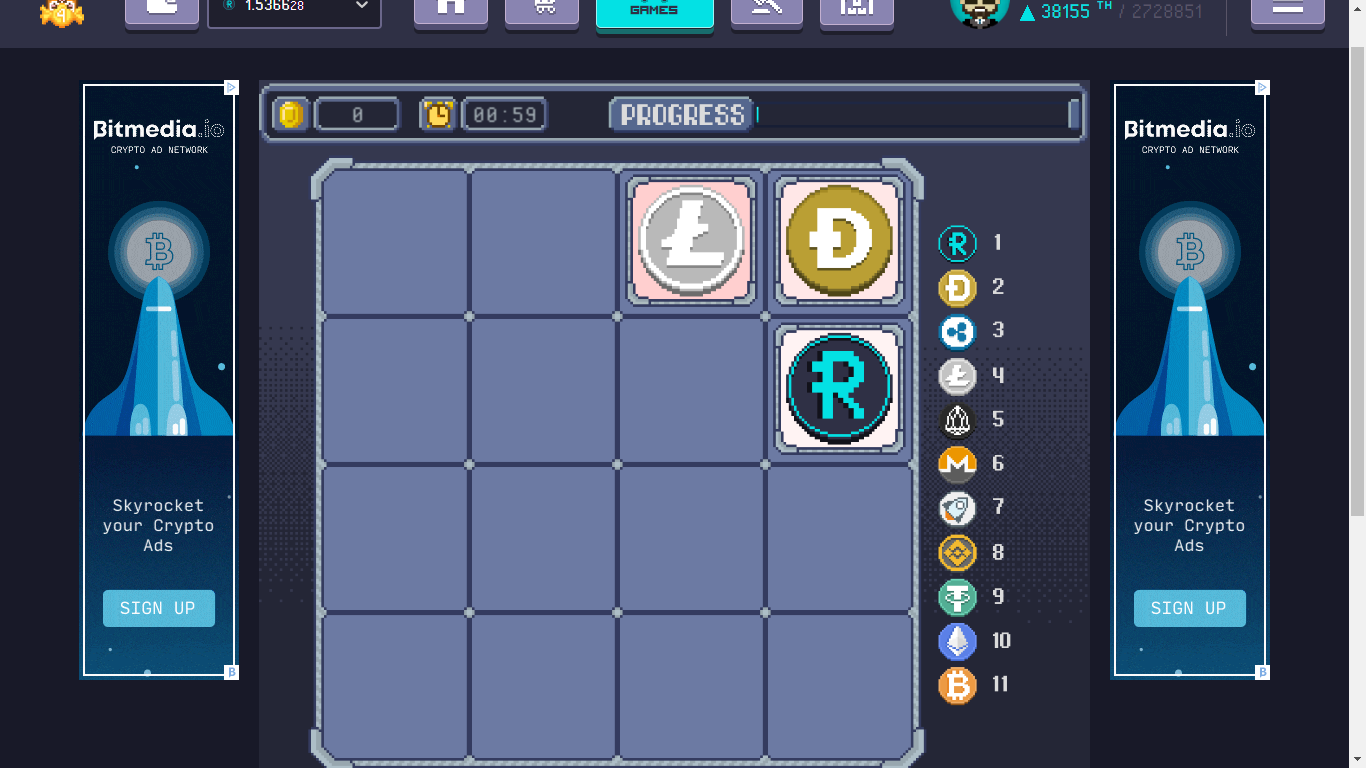 1.536628
GAMES
38155 TH / 2728851
Bitmedia.io
CRYPTO AD NETWORK
Skyrocket
your Crypto
Ads
SIGN UP
0
00:59
PROGRESS
1
2
3
4
5
6
7
8
9
10
11
Bitmedia.io
CRYPTO AD NETWORK
Skyrocket
your Crypto
Ads
SIGN UP